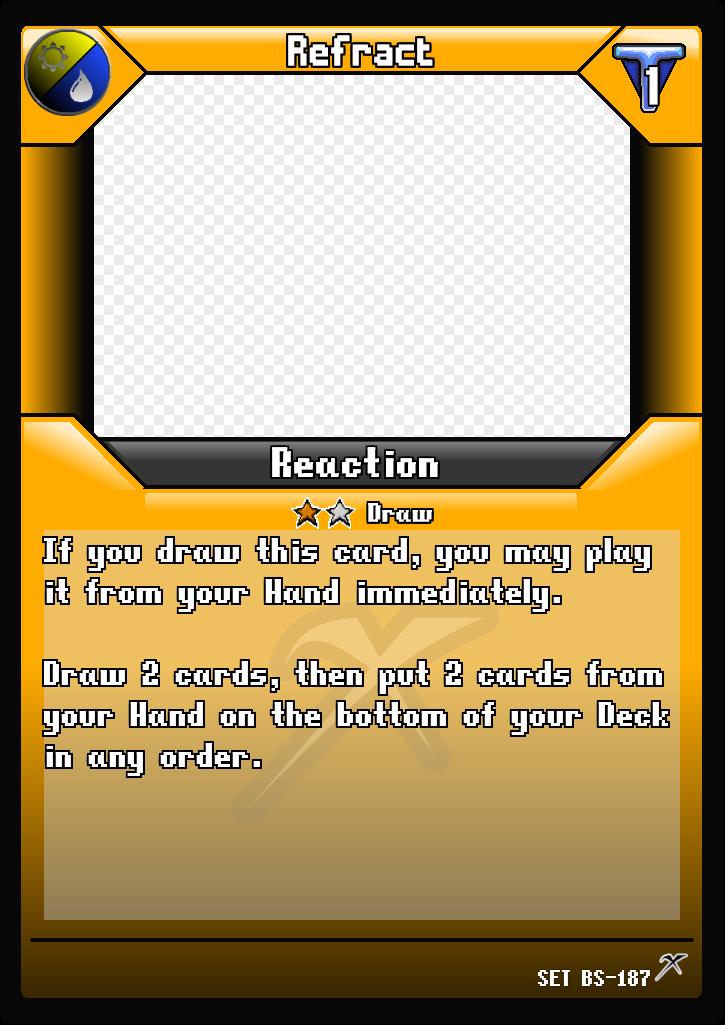 Refract
1
Reaction
Draw
If you draw this card, you may play
it from your Hand immediately.
Draw 2 cards, then put 2 cards from
your Hand on the bottom of your Deck
in any order.
SET BS-187